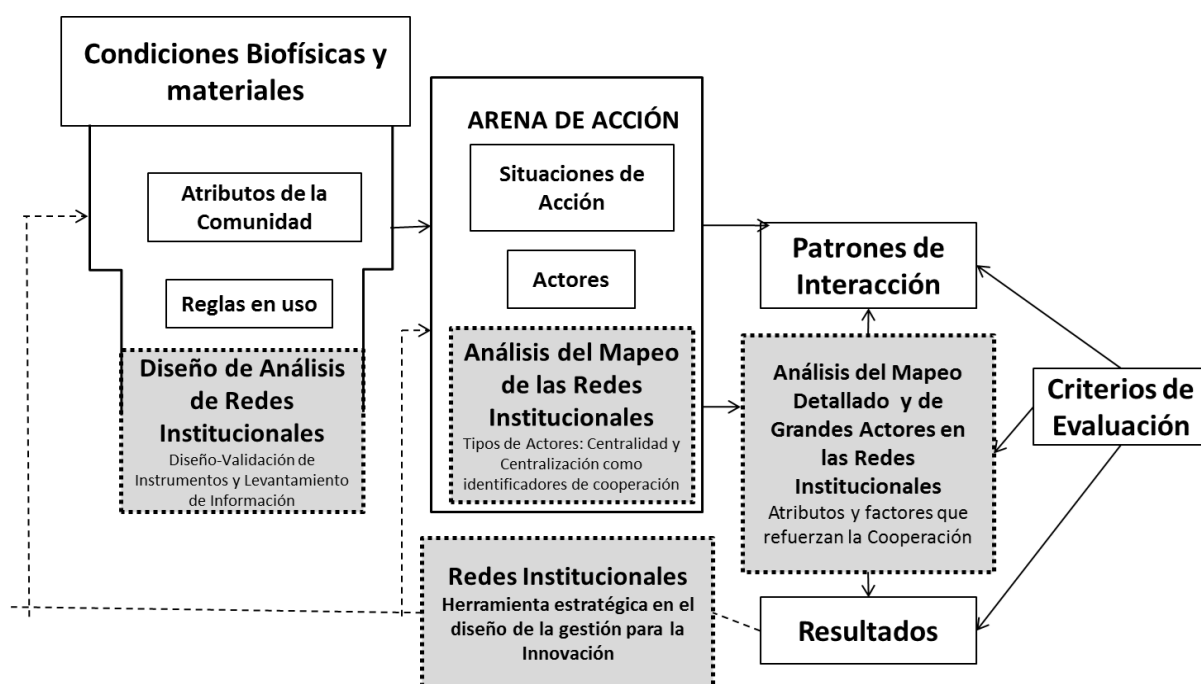 Condiciones Biofísicas y
materiales
Atributos de la
Comunidad
Reglas en uso
Diseño de Análisis
de Redes
Institucionales
Diseño-Validación de
Instrumentos y Levantamiento
de Información
ARENA DE ACCIÓN
Situaciones de
Acción
Actores
Análisis del Mapeo
de las Redes
Institucionales
Tipos de Actores: Centralidad y
Centralización como
identificadores de cooperación
Patrones de
Interacción
Análisis del Mapeo
Detallado y de
Grandes Actores en
las Redes
Institucionales
Atributos y factores que
refuerzan la Cooperación
Criterios de
Evaluación
Redes Institucionales
Herramienta estratégica en el
diseño de la gestión para la
Innovación
Resultados